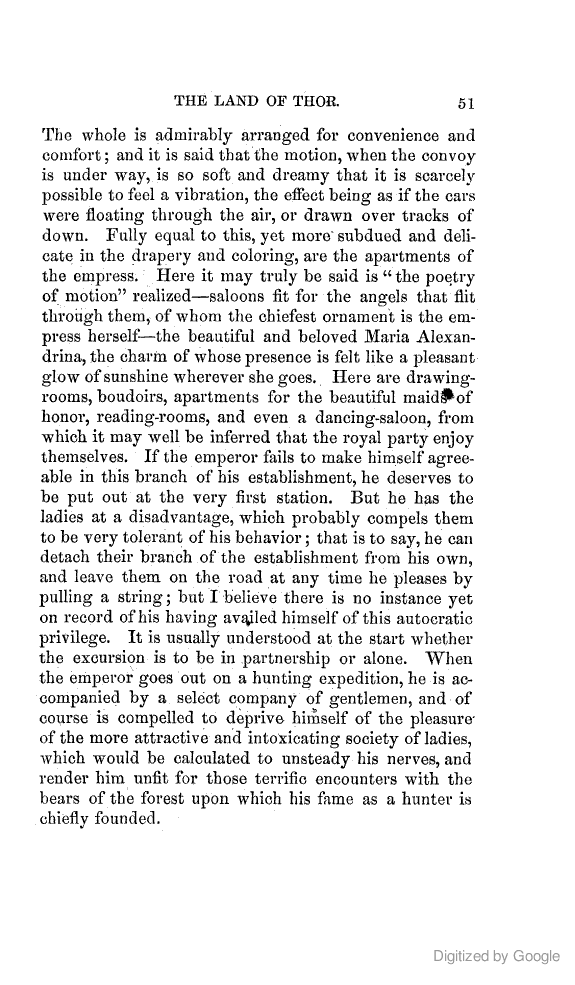 THE LAND OF THOR. 51
The whole is admirably arranged for convenience and
comfort; and it is said that the motion, when the convoy
is under way, is so soft and dreamy that it is scarcely
possible to feel a vibration, the effect being as if the cars
were floating through the air, or drawn over tracks of
down. Fully equal to this, yet more subdued and deli-
cate in the drapery and coloring, are the apartments of
the empress. Here it may truly be said is “the poetry
of motion” realized—saloons fit for the angels that flit
through them, of whom the chiefest ornament is the em-
press herself—the beautiful and beloved Maria Alexan-
drina, the charm of whose presence is felt like a pleasant
glow of sunshine wherever she goes. Here are drawing-
rooms, boudoirs, apartments for the beautiful maids of
honor, reading-rooms, and even a dancing-saloon, from
which it may well be inferred that the royal party enjoy
themselves. If the emperor fails to make himself agree-
able in this branch of his establishment, he deserves to
be put out at the very first station. But he has the
ladies at a disadvantage, which probably compels them
to be very tolerant of his behavior; that is to say, he can
detach their branch of the establishment from his own,
and leave them on the road at any time he pleases by
pulling a string; but I believe there is no instance yet
on record of his having availed himself of this autocratic
privilege. It is usually understood at the start whether
the excursion is to be in partnership or alone. When
the emperor goes out on a hunting expedition, he is ac-
companied by a select company of gentlemen, and of
course is compelled to deprive himself of the pleasure
of the more attractive and intoxicating society of ladies,
which would be calculated to unsteady his nerves, and
render him unfit for those terrific encounters with the
bears of the forest upon which his fame as a hunter is
chiefly founded.
Digitized by Google